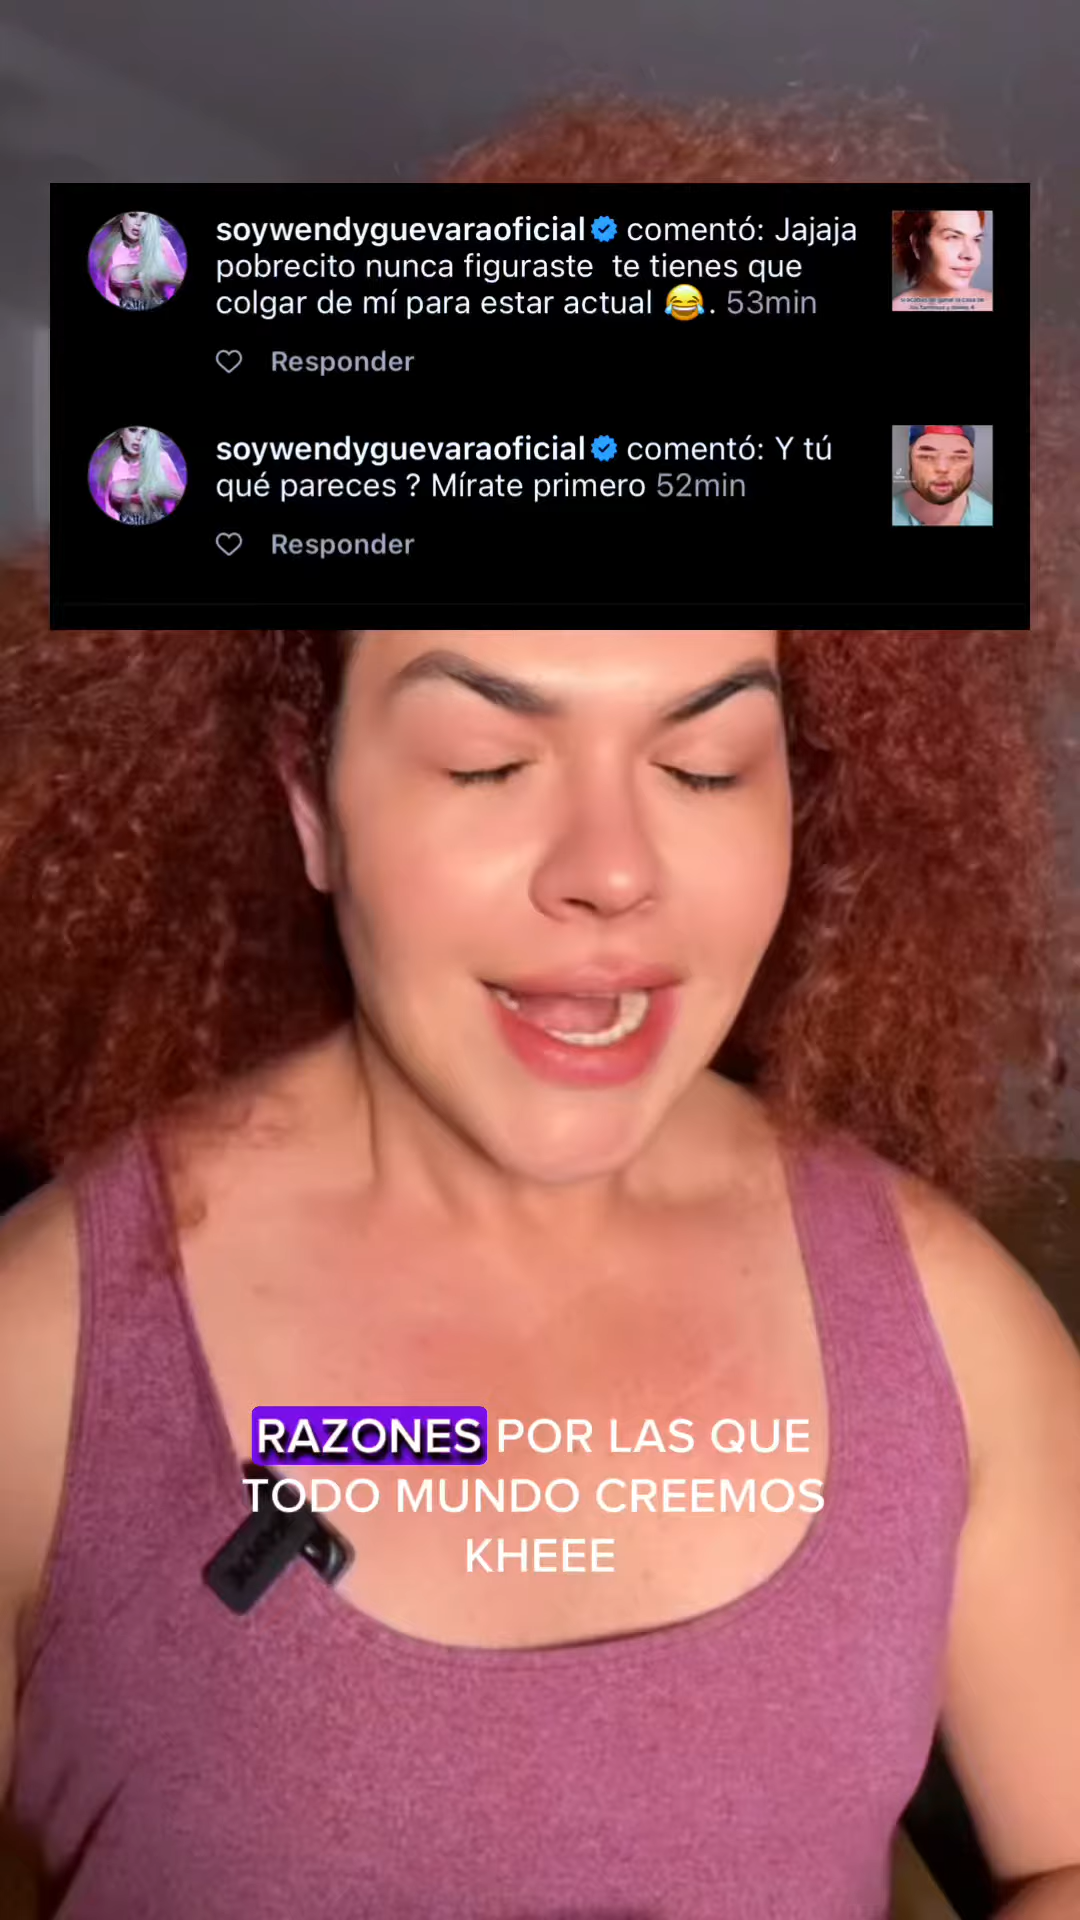 soywendyguevaraoficial comentó: Jajaja
pobrecito nunca figuraste te tienes que
colgar de mí para estar actual 😂. 53min
Responder
soywendyguevaraoficial comentó: Y tú
qué pareces ? Mírate primero 52min
Responder
RAZONES POR LAS QUE
TODO MUNDO CREEMOS
KHEEE